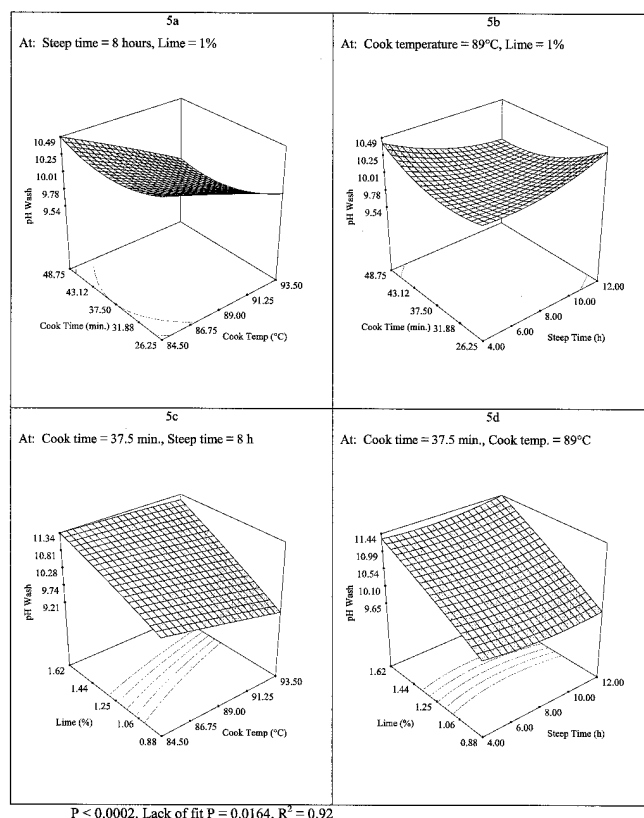 5a
At: Steep time = 8 hours, Lime = 1%
10.49
10.25
10.01
9.78
9.54
pH Wash
48.75
43.12
37.50
31.88
26.25
Cook Time (min.)
84.50
86.75
89.00
91.25
93.50
Cook Temp (°C)
5b
At: Cook temperature = 89°C, Lime = 1%
10.49
10.25
10.01
9.78
9.54
pH Wash
48.75
43.12
37.50
31.88
26.25
Cook Time (min.)
4.00
6.00
8.00
10.00
12.00
Steep Time (h)
5c
At: Cook time = 37.5 min., Steep time = 8 h
11.34
10.81
10.28
9.74
9.21
pH Wash
1.62
1.44
1.25
1.06
0.88
Lime (%)
84.50
86.75
89.00
91.25
93.50
Cook Temp (°C)
5d
At: Cook time = 37.5 min., Cook temp. = 89°C
11.44
10.99
10.54
10.10
9.65
pH Wash
1.62
1.44
1.25
1.06
0.88
Lime (%)
4.00
6.00
8.00
10.00
12.00
Steep Time (h)
P < 0.0002, Lack of fit P = 0.0164, R² = 0.92